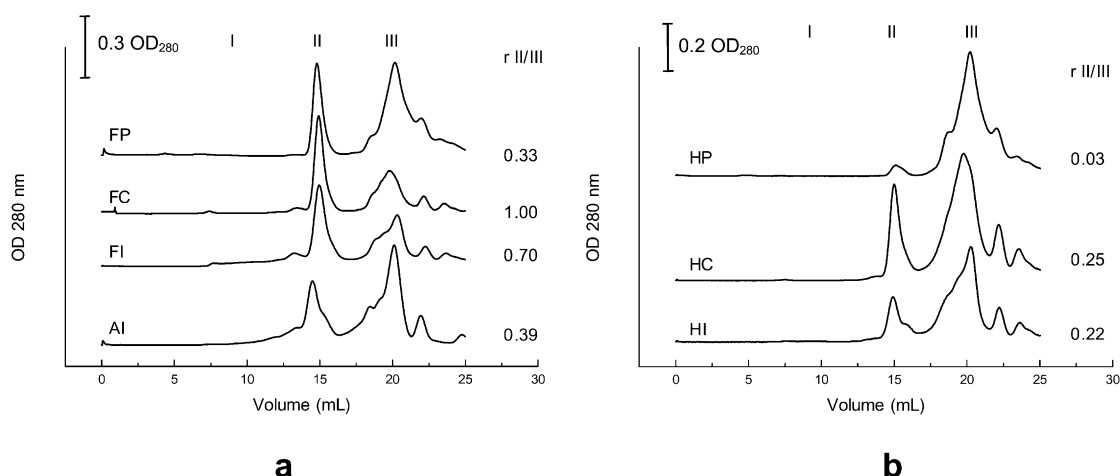 0.3 OD₂₈₀
I II III
r II/III
FP
0.33
FC
1.00
FI
0.70
AI
0.39
OD 280 nm
0 5 10 15 20 25 30
Volume (mL)
a
0.2 OD₂₈₀
I II III
r II/III
HP
0.03
HC
0.25
HI
0.22
OD 280 nm
0 5 10 15 20 25 30
Volume (mL)
b